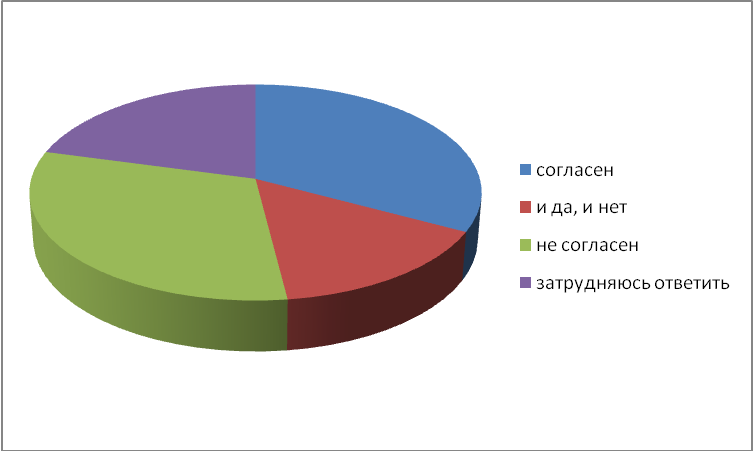 согласен
и да, и нет
не согласен
затрудняюсь ответить